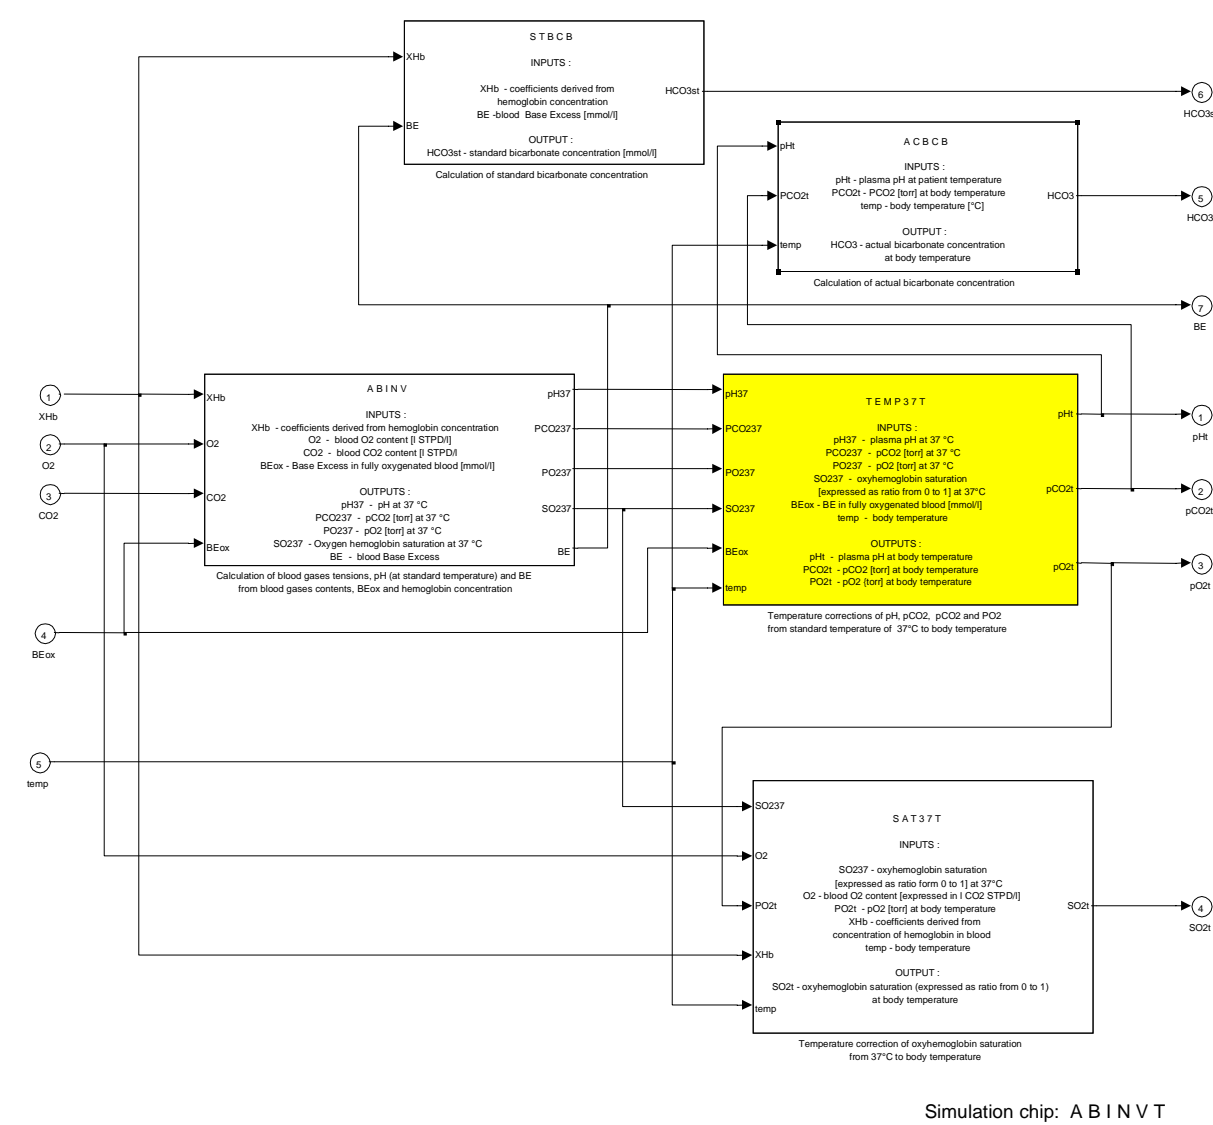 S T B C B
XHb
INPUTS :
XHb - coefficients derived from
hemoglobin concentration
BE -blood Base Excess [mmol/l]
HCO3st
BE
OUTPUT :
HCO3st - standard bicarbonate concentration [mmol/l]
Calculation of standard bicarbonate concentration
6
HCO3s
A C B C B
pHt
INPUTS :
pHt - plasma pH at patient temperature
PCO2t - PCO2 [torr] at body temperature
temp - body temperature [°C]
PCO2t
HCO3
OUTPUT :
HCO3 - actual bicarbonate concentration
at body temperature
temp
Calculation of actual bicarbonate concentration
5
HCO3
7
BE
1
XHb
2
O2
3
CO2
4
BEox
5
temp
A B I N V
XHb
O2
CO2
BEox
INPUTS :
XHb - coefficients derived from hemoglobin concentration
O2 - blood O2 content [l STPD/l]
CO2 - blood CO2 content [l STPD/l
BEox - Base Excess in fully oxygenated blood [mmol/l]
OUTPUTS :
pH37 - pH at 37 °C
PCO237 - pCO2 [torr] at 37 °C
PO237 - pO2 [torr] at 37 °C
SO237 - Oxygen hemoglobin saturation at 37 °C
BE - blood Base Excess
pH37
PCO237
PO237
SO237
BE
Calculation of blood gases tensions, pH (at standard temperature) and BE
from blood gases contents, BEox and hemoglobin concentration
T E M P 3 7 T
pH37
PCO237
PO237
SO237
BEox
temp
INPUTS :
pH37 - plasma pH at 37 °C
PCO237 - pCO2 [torr] at 37 °C
PO237 - pO2 [torr] at 37 °C
SO237 - oxyhemoglobin saturation
[expressed as ratio from 0 to 1] at 37°C
BEox - BE in fully oxygenated blood [mmol/l]
temp - body temperature
OUTPUTS :
pHt - plasma pH at body temperature
PCO2t - pCO2 [torr] at body temperature
PO2t - pO2 (torr] at body temperature
pHt
pCO2t
pO2t
Temperature corrections of pH, pCO2, pCO2 and PO2
from standard temperature of 37°C to body temperature
1
pHt
2
pCO2t
3
pO2t
S A T 3 7 T
SO237
O2
PO2t
XHb
temp
INPUTS :
SO237 - oxyhemoglobin saturation
[expressed as ratio form 0 to 1] at 37°C
O2 - blood O2 content [expressed in l CO2 STPD/l]
PO2t - pO2 [torr] at body temperature
XHb - coefficients derived from
concentration of hemoglobin in blood
temp - body temperature
OUTPUT :
SO2t - oxyhemoglobin saturation (expressed as ratio from 0 to 1)
at body temperature
SO2t
Temperature correction of oxyhemoglobin saturation
from 37°C to body temperature
4
SO2t
Simulation chip: A B I N V T